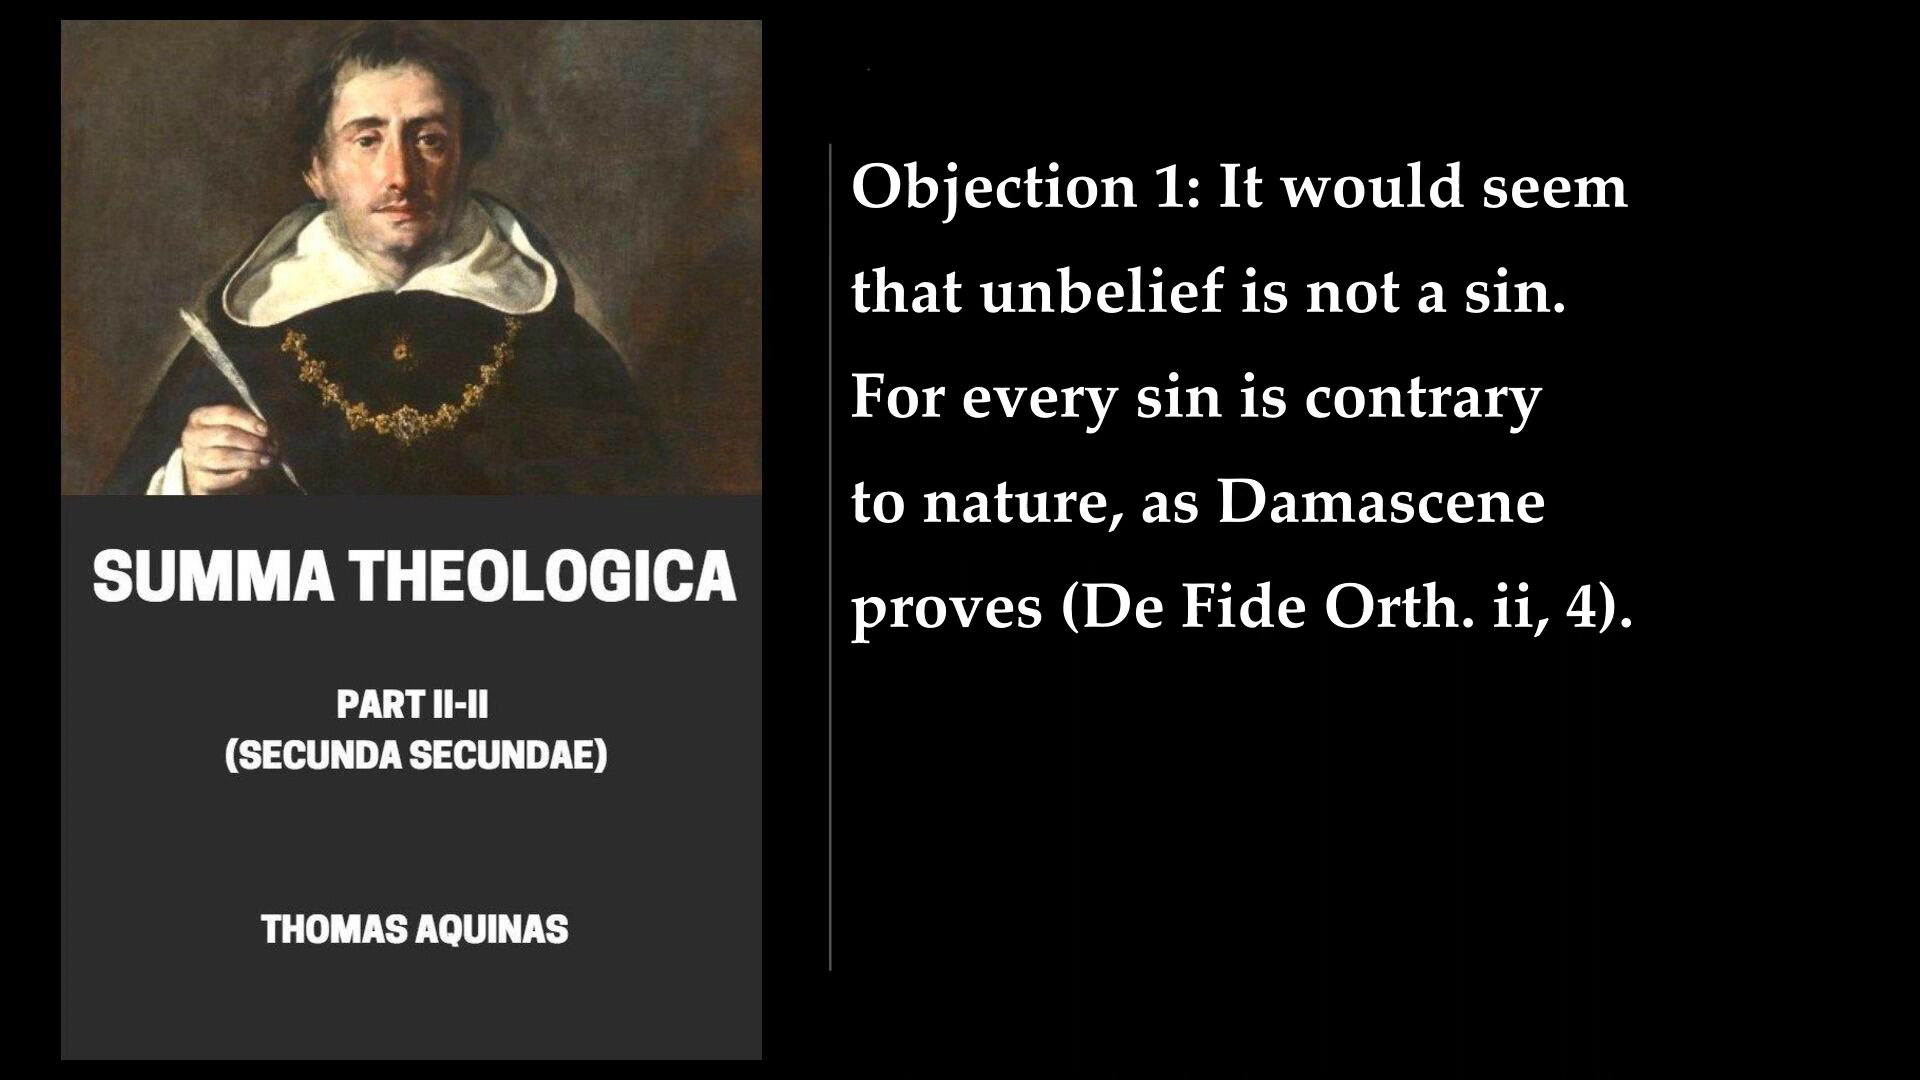 SUMMA THEOLOGICA
PART II-II
(SECUNDA SECUNDAE)
THOMAS AQUINAS
Objection 1: It would seem
that unbelief is not a sin.
For every sin is contrary
to nature, as Damascene
proves (De Fide Orth. ii, 4).